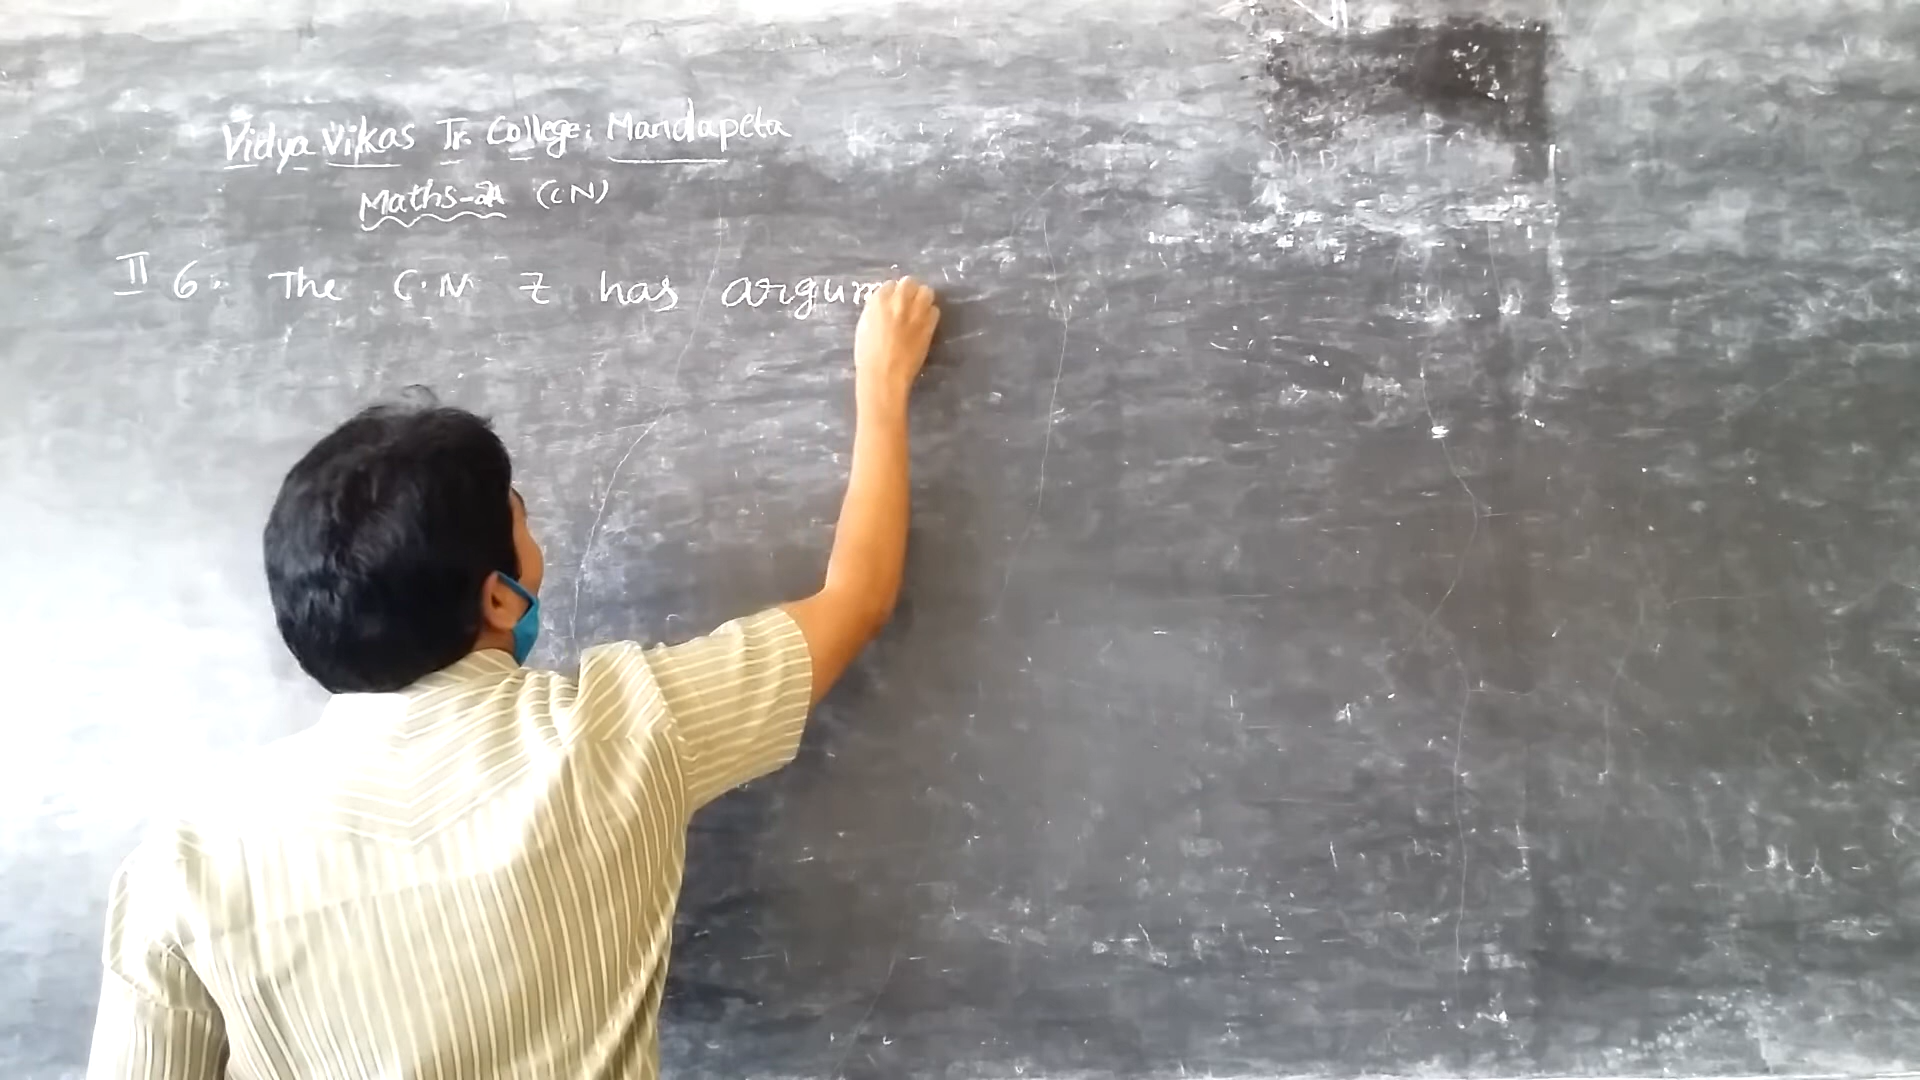 Vidya Vikas Jr. College; Mandapeta
Maths-2A (C.N)
II 6. The C.N Z has argum